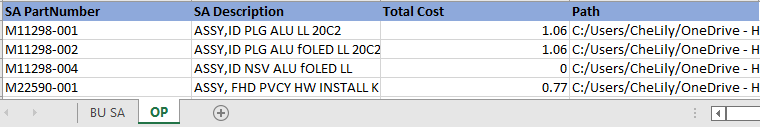 SA PartNumber SA Description Total Cost Path
M11298-001 ASSY,ID PLG ALU LL 20C2 1.06 C:/Users/CheLily/OneDrive - H
M11298-002 ASSY,ID PLG ALU fOLED LL 20C2 1.06 C:/Users/CheLily/OneDrive - H
M11298-004 ASSY,ID NSV ALU fOLED LL 0 C:/Users/CheLily/OneDrive - H
M22590-001 ASSY, FHD PVCY HW INSTALL K 0.77 C:/Users/CheLily/OneDrive - H
BU SA OP